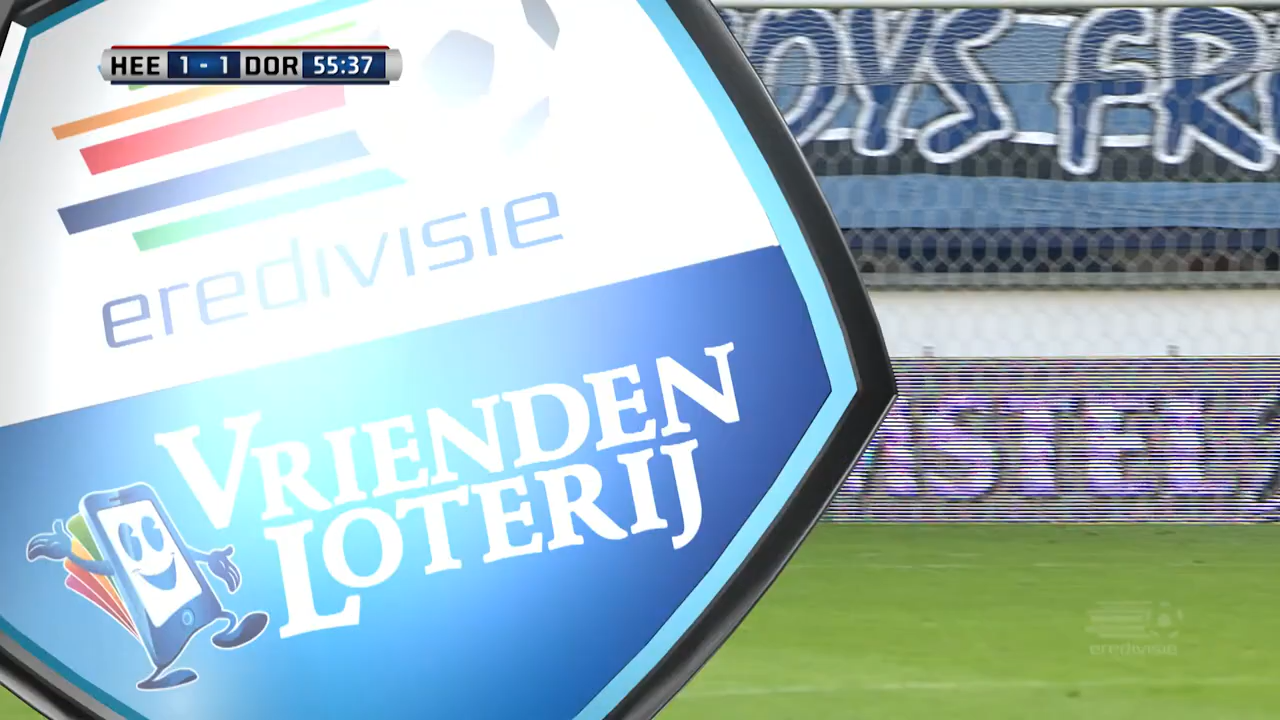 HEE 1 - 1 DOR 55:37
eredivisie
VRIENDEN
LOTERIJ
eredivisie